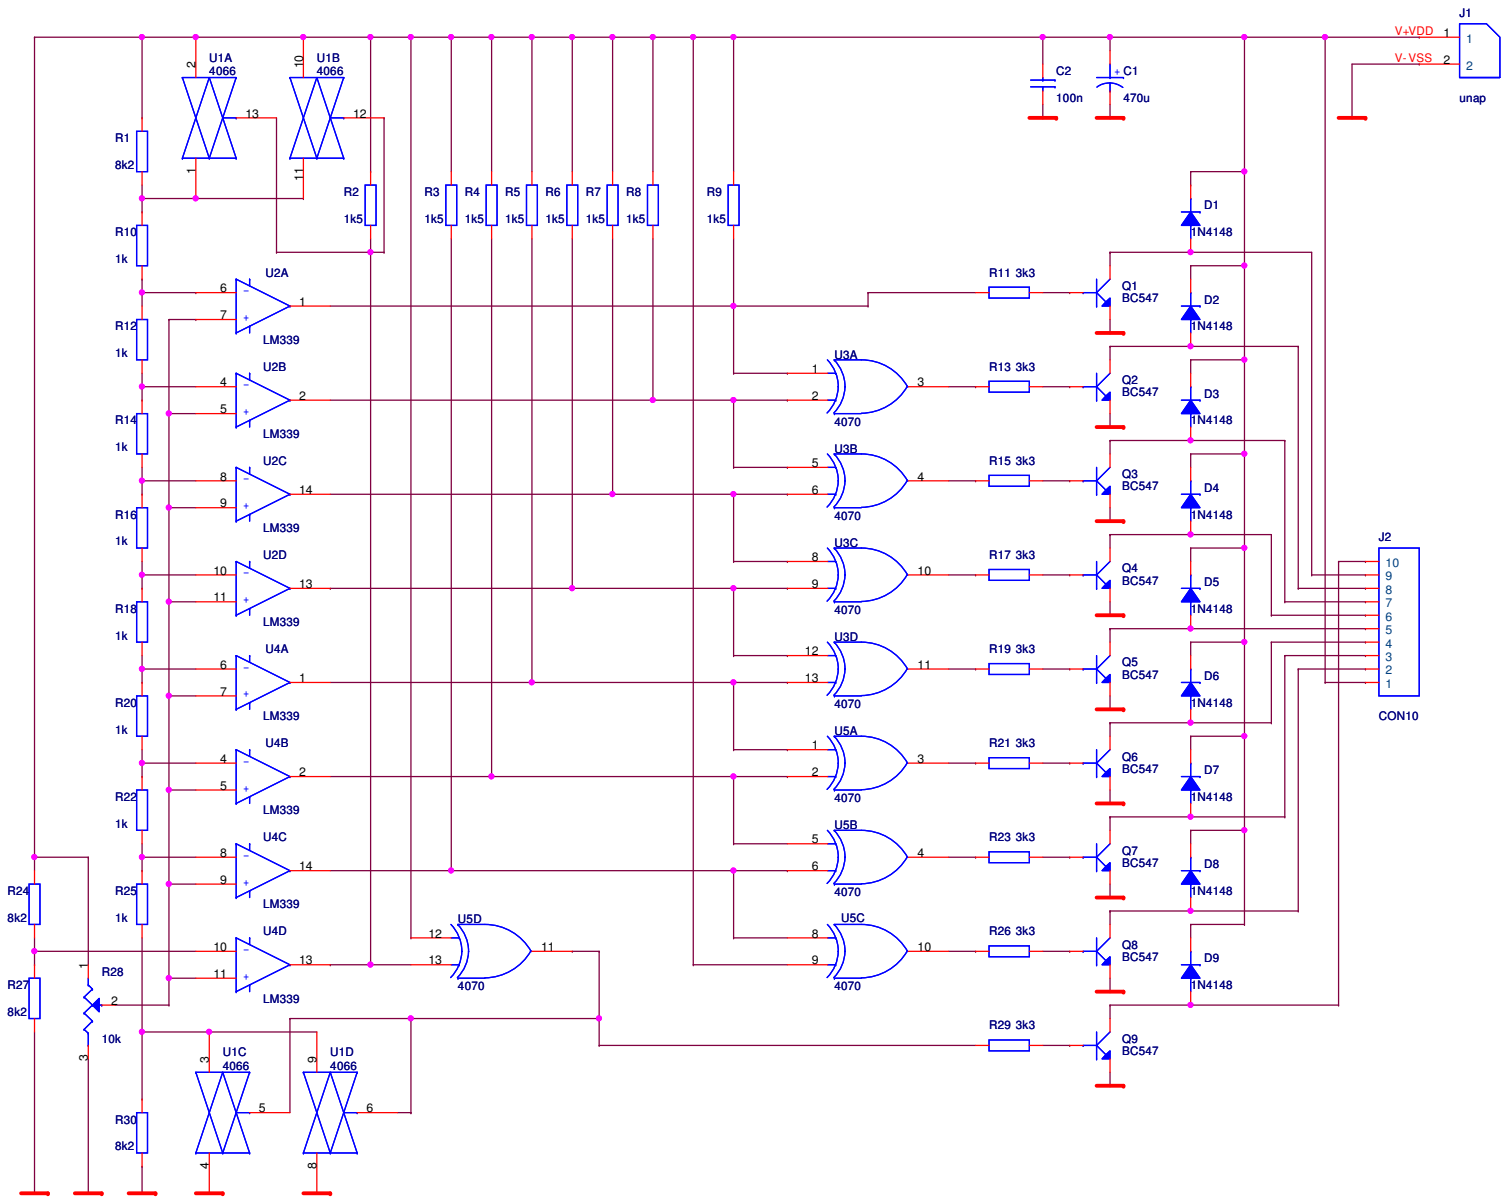 J1
V+VDD 1 1
V-VSS 2 2
unap
U1A
4066
2
13
1
U1B
4066
10
12
11
C2
100n
+ C1
470u
R1
8k2
R2
1k5
R3
1k5
R4
1k5
R5
1k5
R6
1k5
R7
1k5
R8
1k5
R9
1k5
D1
1N4148
R10
1k
U2A
6
7
1
LM339
R11 3k3
Q1
BC547
D2
1N4148
R12
1k
U2B
4
5
2
LM339
U3A
1
2
3
4070
R13 3k3
Q2
BC547
D3
1N4148
R14
1k
U2C
8
9
14
LM339
U3B
5
6
4
4070
R15 3k3
Q3
BC547
D4
1N4148
R16
1k
U2D
10
11
13
LM339
U3C
8
9
10
4070
R17 3k3
Q4
BC547
D5
1N4148
J2
10
9
8
7
6
5
4
3
2
1
CON10
R18
1k
U4A
6
7
1
LM339
U3D
12
13
11
4070
R19 3k3
Q5
BC547
D6
1N4148
R20
1k
U4B
4
5
2
LM339
U5A
1
2
3
4070
R21 3k3
Q6
BC547
D7
1N4148
R22
1k
U4C
8
9
14
LM339
U5B
5
6
4
4070
R23 3k3
Q7
BC547
D8
1N4148
R24
8k2
R25
1k
U4D
10
11
13
LM339
U5D
12
13
11
4070
U5C
8
9
10
4070
R26 3k3
Q8
BC547
D9
1N4148
R27
8k2
1
R28
2
10k
3
R29 3k3
Q9
BC547
U1C
4066
3
5
4
U1D
4066
9
6
8
R30
8k2